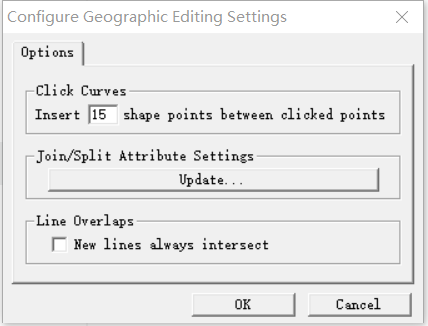 Configure Geographic Editing Settings
Options
Click Curves
Insert 15 shape points between clicked points
Join/Split Attribute Settings
Update...
Line Overlaps
New lines always intersect
OK Cancel